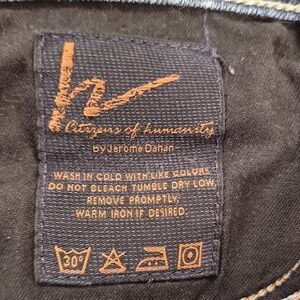 h
Citizens of humanity
by Jerome Dahan
WASH IN COLD WITH LIKE COLORS
DO NOT BLEACH TUMBLE DRY LOW,
REMOVE PROMPTLY,
WARM IRON IF DESIRED.
30°